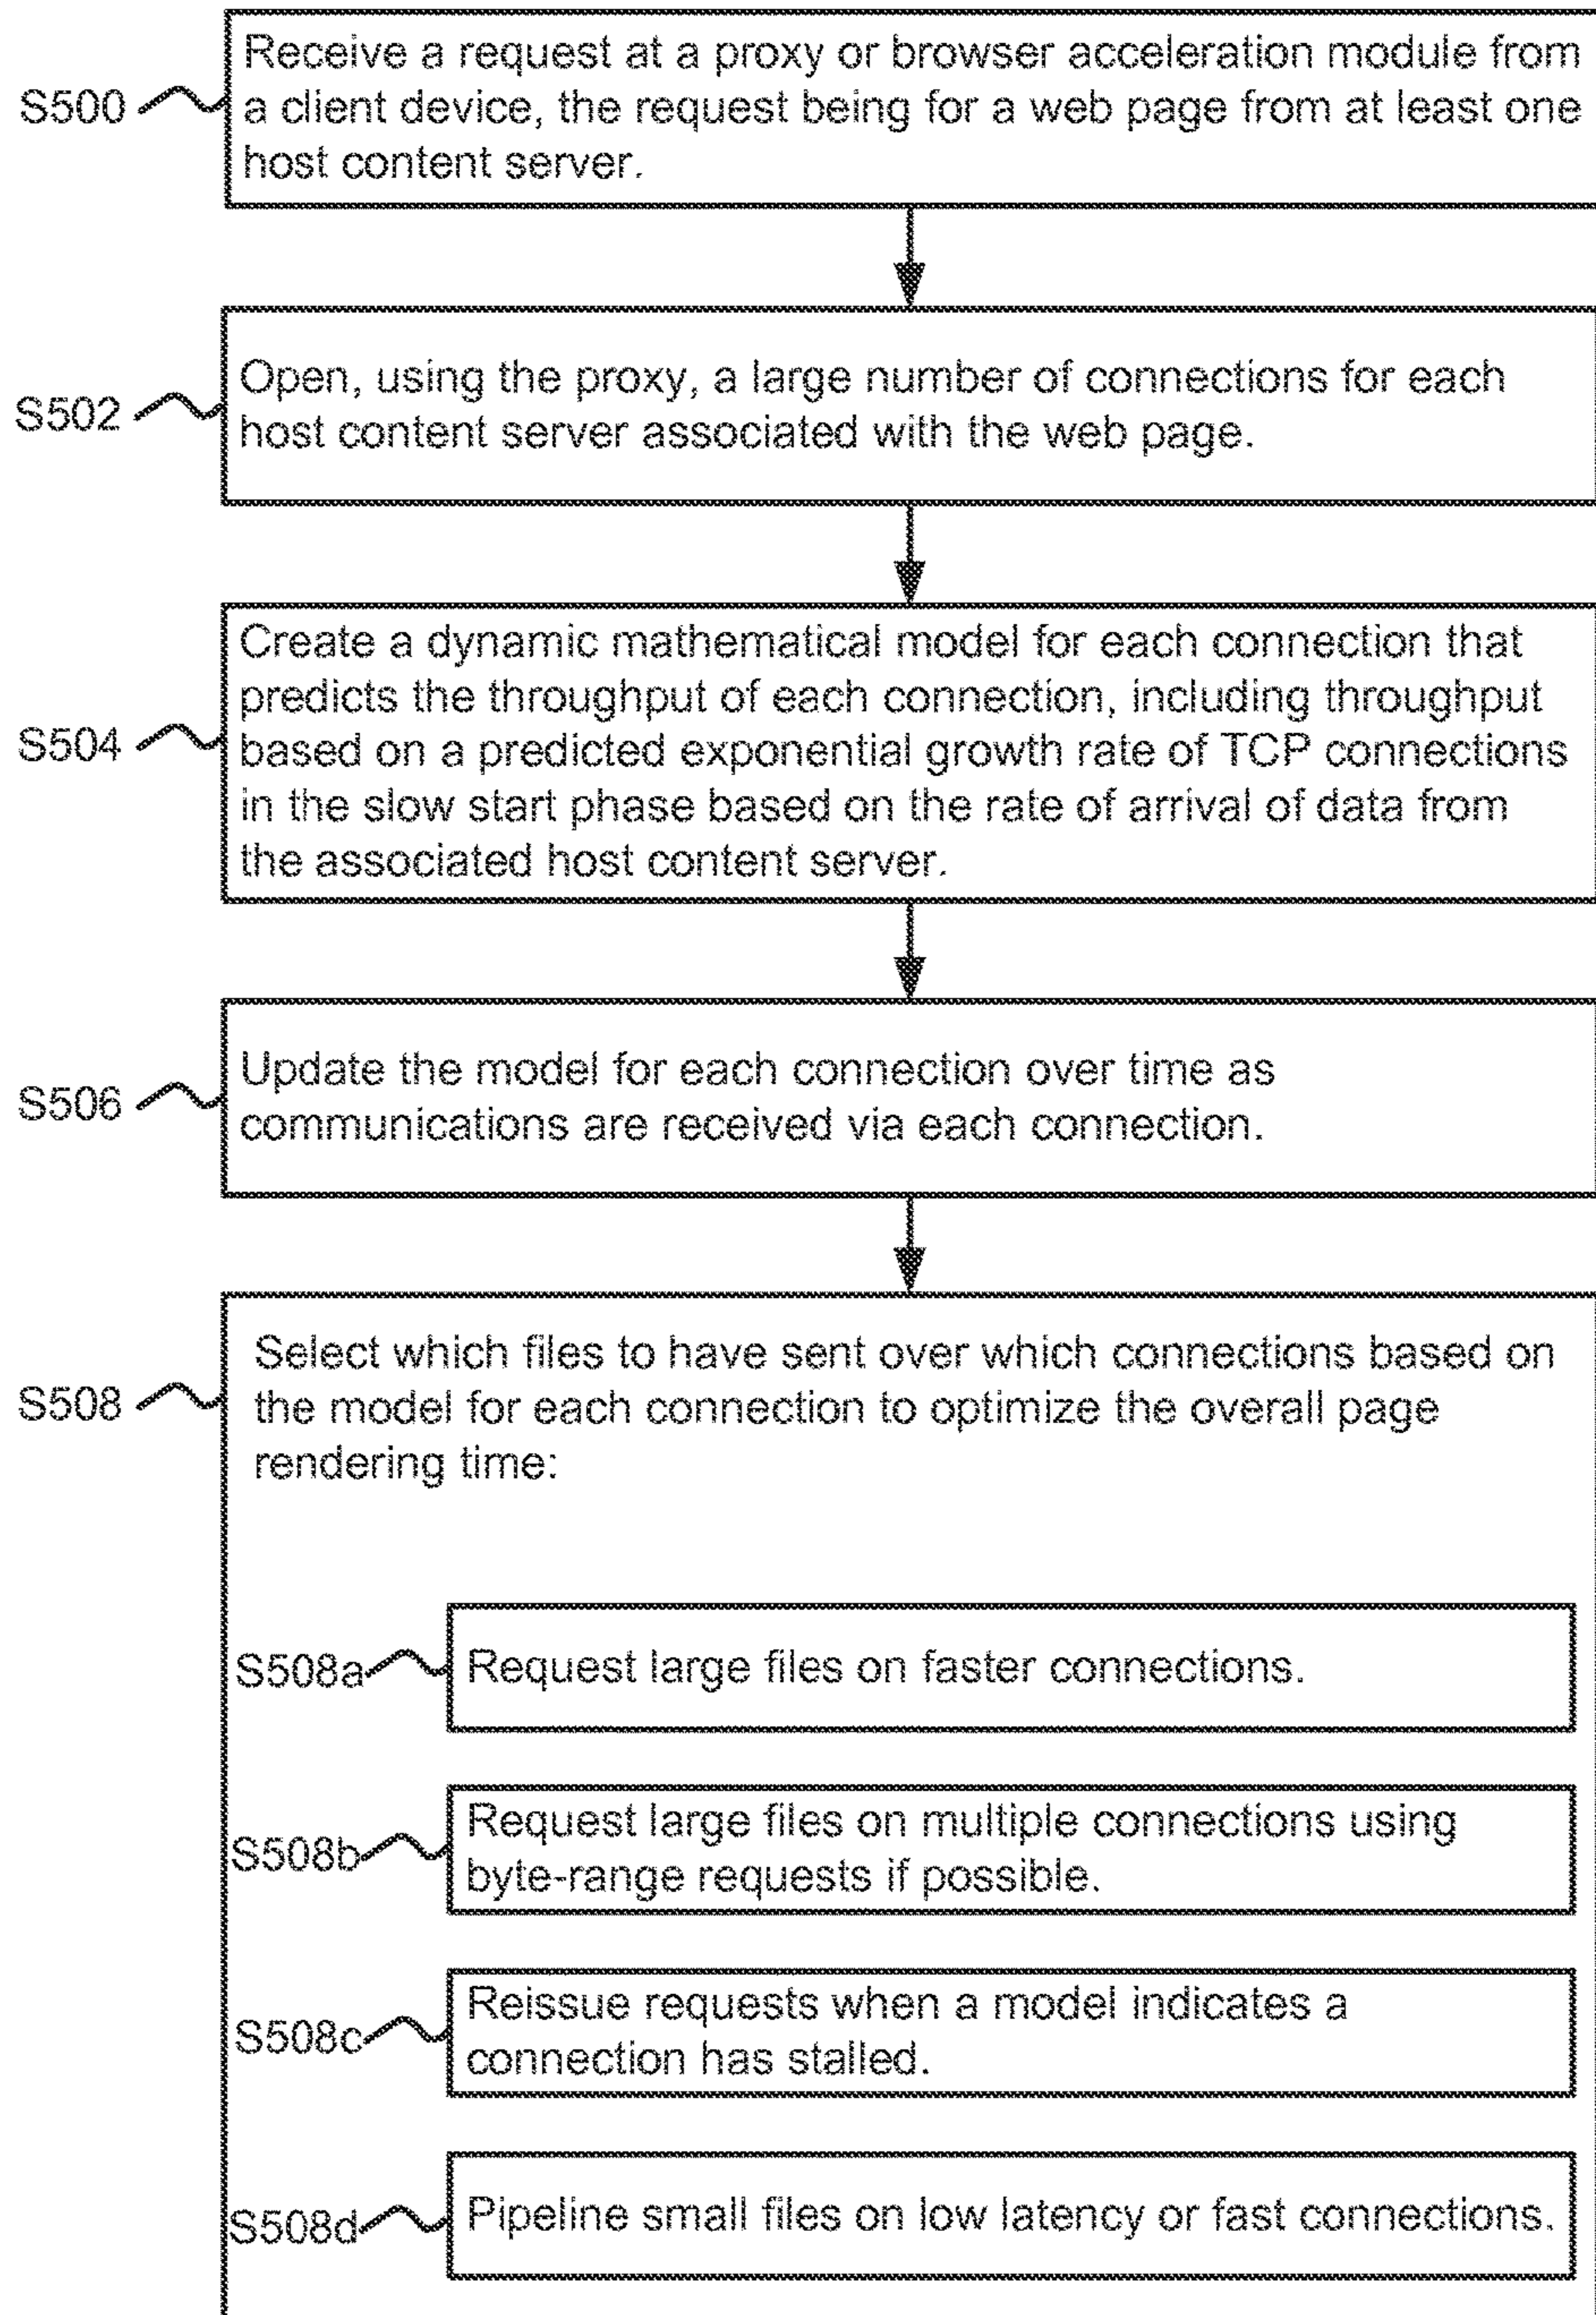 Receive a request at a proxy or browser acceleration module from
S500
a client device, the request being for a web page from at least one
host content server.
Open, using the proxy, a large number of connections for each
S502
host content server associated with the web page.
Create a dynamic mathematical model for each connection that
predicts the throughput of each connection, including throughput
S504
based on a predicted exponential growth rate of TCP connections
in the slow start phase based on the rate of arrival of data from
the associated host content server.
Update the model for each connection over time as
S506
communications are received via each connection.
Select which files to have sent over which connections based on
S508
the model for each connection to optimize the overall page
rendering time:
S508a
Request large files on faster connections.
Request large files on multiple connections using
S508b
byte-range requests if possible.
Reissue requests when a model indicates a
S508c
connection has stalled.
S508d
Pipeline small files on low latency or fast connections.